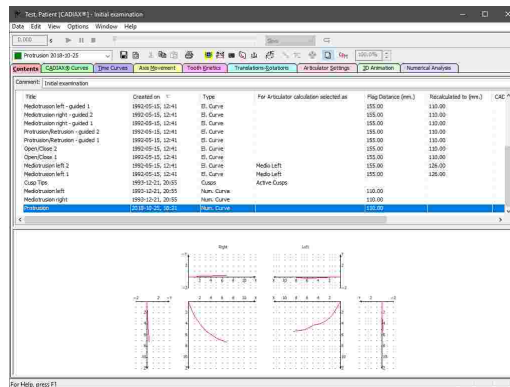 Test, Patient [CADIAX®] - Initial examination
Data Edit View Options Window Help
0.000 s
Protrusion 2018-10-25 100.0%
Contents CADIAX® Curves Time Curves Axis Movement Tooth Kinetics Translations-Rotations Articulator Settings 3D Animation Numerical Analysis
Comment: Initial examination
Title Created on Type For Articulator calculation selected as Flag Distance (mm.) Recalculated to (mm.) CAC
Mediotrusion left - guided 1 1992-05-15, 12:41 El. Curve 155.00 110.00
Mediotrusion right - guided 2 1992-05-15, 12:41 El. Curve 155.00 110.00
Mediotrusion right - guided 1 1992-05-15, 12:41 El. Curve 155.00 110.00
Protrusion/Retrusion - guided 2 1992-05-15, 12:41 El. Curve 155.00 110.00
Protrusion/Retrusion - guided 1 1992-05-15, 12:41 El. Curve 155.00 110.00
Open/Close 2 1992-05-15, 12:41 El. Curve 155.00 110.00
Open/Close 1 1992-05-15, 12:41 El. Curve 155.00 110.00
Mediotrusion left 2 1992-05-15, 12:41 El. Curve Medio Left 155.00 126.00
Mediotrusion left 1 1992-05-15, 12:41 El. Curve Medio Left 155.00 126.00
Cusp Tips 1993-12-21, 20:55 Cusps Active Cusps
Mediotrusion left 1993-12-21, 20:55 Num. Curve 110.00
Mediotrusion right 1993-12-21, 20:55 Num. Curve 110.00
Protrusion 2018-10-25, 10:21 Num. Curve 110.00
Right Left
For Help, press F1